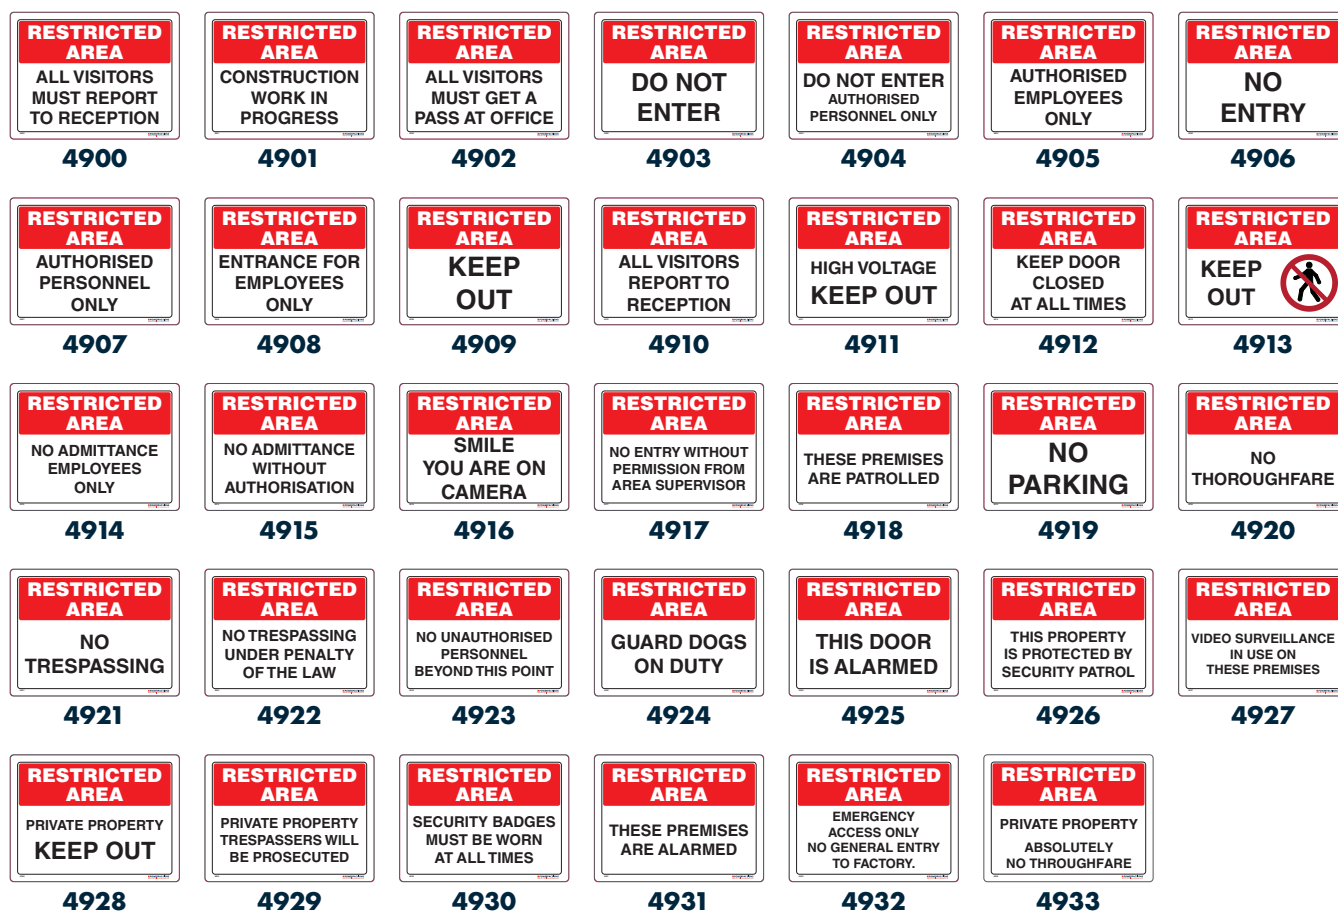 RESTRICTED
AREA
ALL VISITORS
MUST REPORT
TO RECEPTION
4900
RESTRICTED
AREA
CONSTRUCTION
WORK IN
PROGRESS
4901
RESTRICTED
AREA
ALL VISITORS
MUST GET A
PASS AT OFFICE
4902
RESTRICTED
AREA
DO NOT
ENTER
4903
RESTRICTED
AREA
DO NOT ENTER
AUTHORISED
PERSONNEL ONLY
4904
RESTRICTED
AREA
AUTHORISED
EMPLOYEES
ONLY
4905
RESTRICTED
AREA
NO
ENTRY
4906
RESTRICTED
AREA
AUTHORISED
PERSONNEL
ONLY
4907
RESTRICTED
AREA
ENTRANCE FOR
EMPLOYEES
ONLY
4908
RESTRICTED
AREA
KEEP
OUT
4909
RESTRICTED
AREA
ALL VISITORS
REPORT TO
RECEPTION
4910
RESTRICTED
AREA
HIGH VOLTAGE
KEEP OUT
4911
RESTRICTED
AREA
KEEP DOOR
CLOSED
AT ALL TIMES
4912
RESTRICTED
AREA
KEEP
OUT
4913
RESTRICTED
AREA
NO ADMITTANCE
EMPLOYEES
ONLY
4914
RESTRICTED
AREA
NO ADMITTANCE
WITHOUT
AUTHORISATION
4915
RESTRICTED
AREA
SMILE
YOU ARE ON
CAMERA
4916
RESTRICTED
AREA
NO ENTRY WITHOUT
PERMISSION FROM
AREA SUPERVISOR
4917
RESTRICTED
AREA
THESE PREMISES
ARE PATROLLED
4918
RESTRICTED
AREA
NO
PARKING
4919
RESTRICTED
AREA
NO
THOROUGHFARE
4920
RESTRICTED
AREA
NO
TRESPASSING
4921
RESTRICTED
AREA
NO TRESPASSING
UNDER PENALTY
OF THE LAW
4922
RESTRICTED
AREA
NO UNAUTHORISED
PERSONNEL
BEYOND THIS POINT
4923
RESTRICTED
AREA
GUARD DOGS
ON DUTY
4924
RESTRICTED
AREA
THIS DOOR
IS ALARMED
4925
RESTRICTED
AREA
THIS PROPERTY
IS PROTECTED BY
SECURITY PATROL
4926
RESTRICTED
AREA
VIDEO SURVEILLANCE
IN USE ON
THESE PREMISES
4927
RESTRICTED
AREA
PRIVATE PROPERTY
KEEP OUT
4928
RESTRICTED
AREA
PRIVATE PROPERTY
TRESPASSERS WILL
BE PROSECUTED
4929
RESTRICTED
AREA
SECURITY BADGES
MUST BE WORN
AT ALL TIMES
4930
RESTRICTED
AREA
THESE PREMISES
ARE ALARMED
4931
RESTRICTED
AREA
EMERGENCY
ACCESS ONLY
NO GENERAL ENTRY
TO FACTORY.
4932
RESTRICTED
AREA
PRIVATE PROPERTY
ABSOLUTELY
NO THROUGHFARE
4933